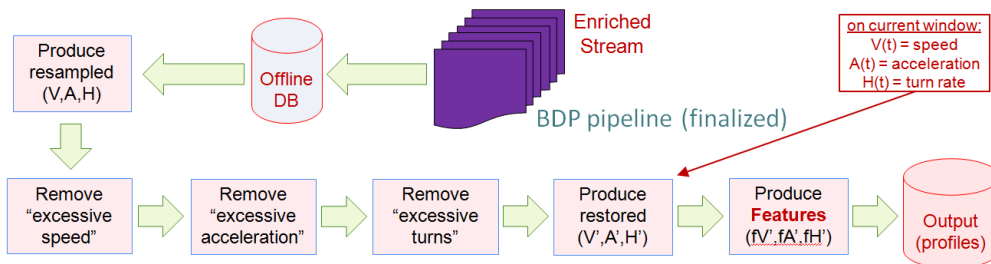 Enriched
Stream
on current window:
V(t) = speed
A(t) = acceleration
H(t) = turn rate
Produce
resampled
(V,A,H)
Offline
DB
BDP pipeline (finalized)
Remove
“excessive
speed”
Remove
“excessive
acceleration”
Remove
“excessive
turns”
Produce
restored
(V’,A’,H’)
Produce
Features
(fV’,fA’,fH’)
Output
(profiles)